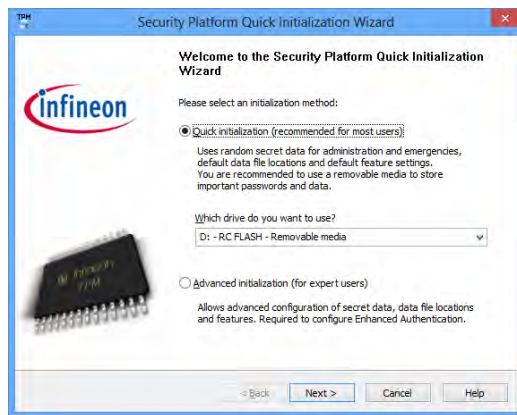 TPM
Security Platform Quick Initialization Wizard
Welcome to the Security Platform Quick Initialization
Wizard
infineon
Please select an initialization method:
Quick initialization (recommended for most users)
Uses random secret data for administration and emergencies,
default data file locations and default feature settings.
You are recommended to use a removable media to store
important passwords and data.
Which drive do you want to use?
D: - RC FLASH - Removable media
Infineon
TPM
Advanced initialization (for expert users)
Allows advanced configuration of secret data, data file locations
and features. Required to configure Enhanced Authentication.
< Back
Next >
Cancel
Help